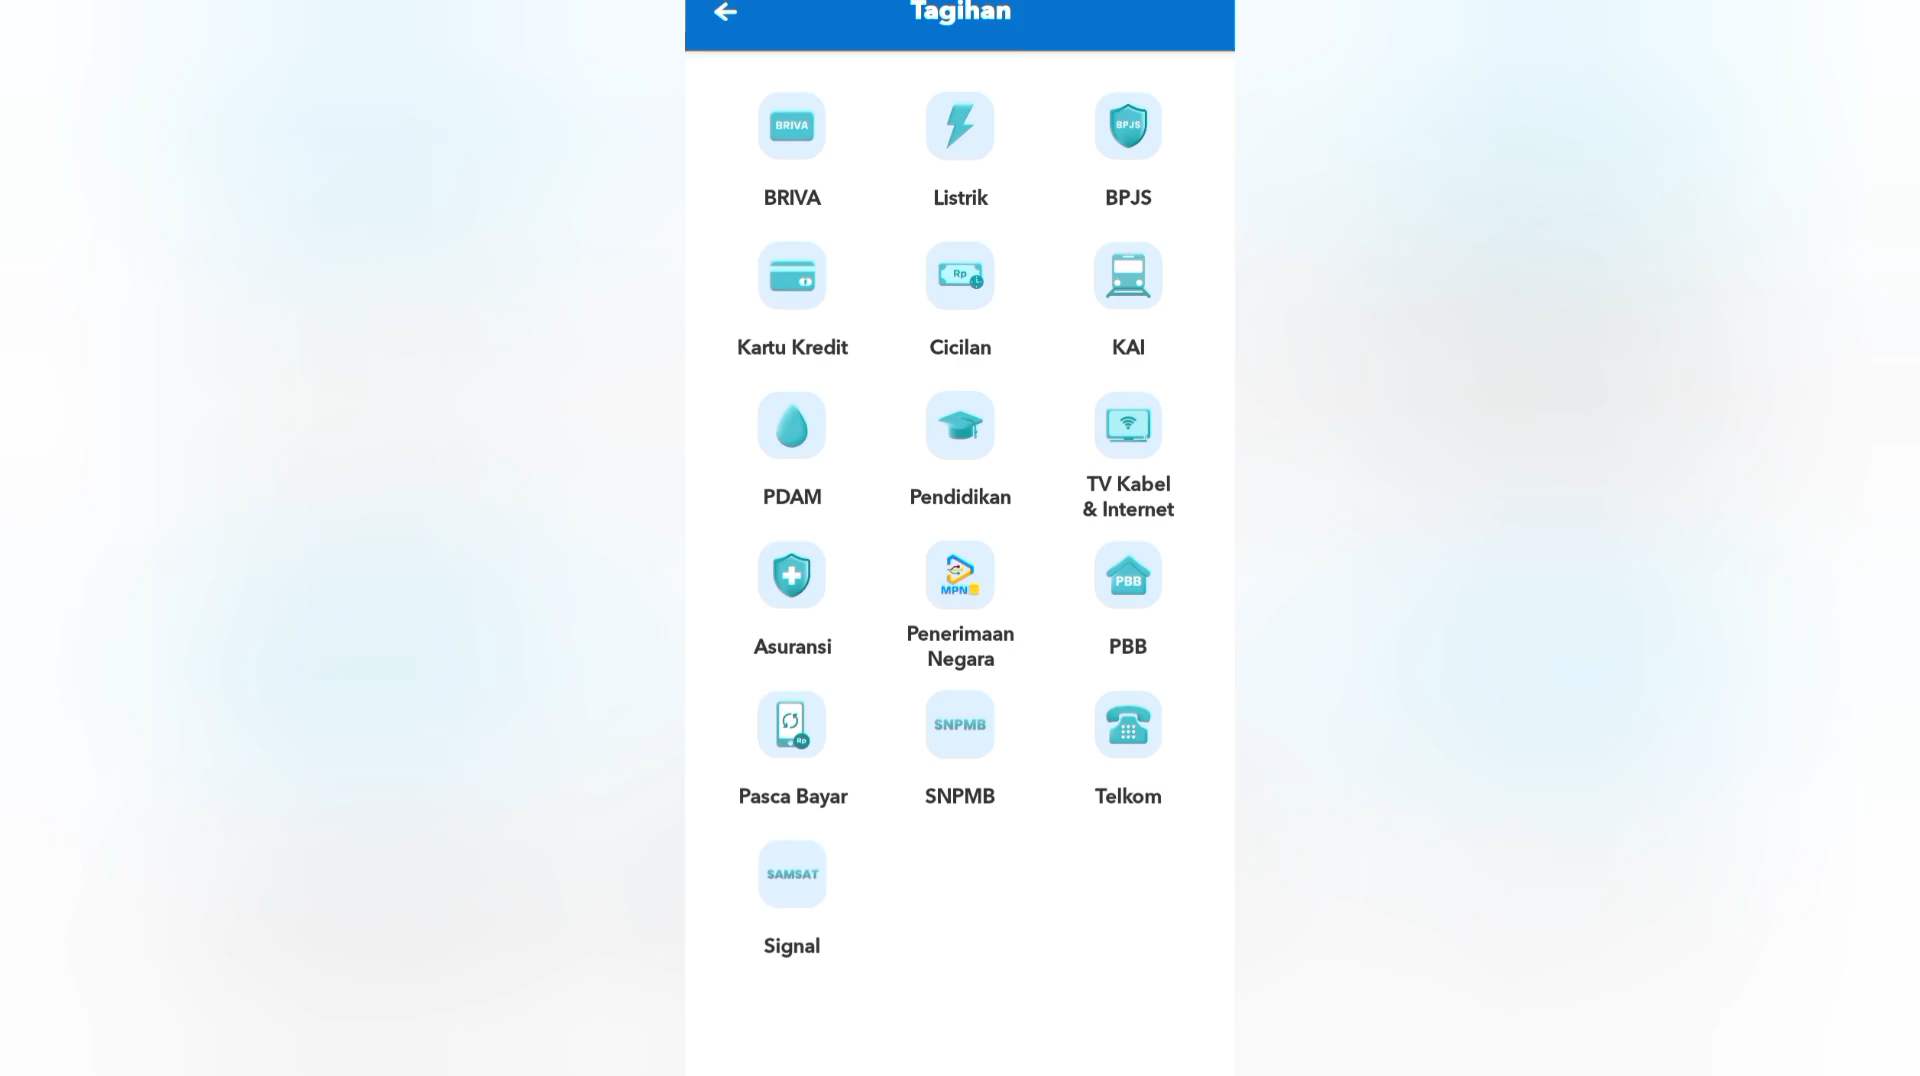 Tagihan
BRIVA
BPJS
BRIVA
Listrik
BPJS
Rp
Kartu Kredit
Cicilan
KAI
PDAM
Pendidikan
TV Kabel
& Internet
MPN
PBB
Asuransi
Penerimaan
Negara
PBB
Rp
SNPMB
Pasca Bayar
SNPMB
Telkom
SAMSAT
Signal